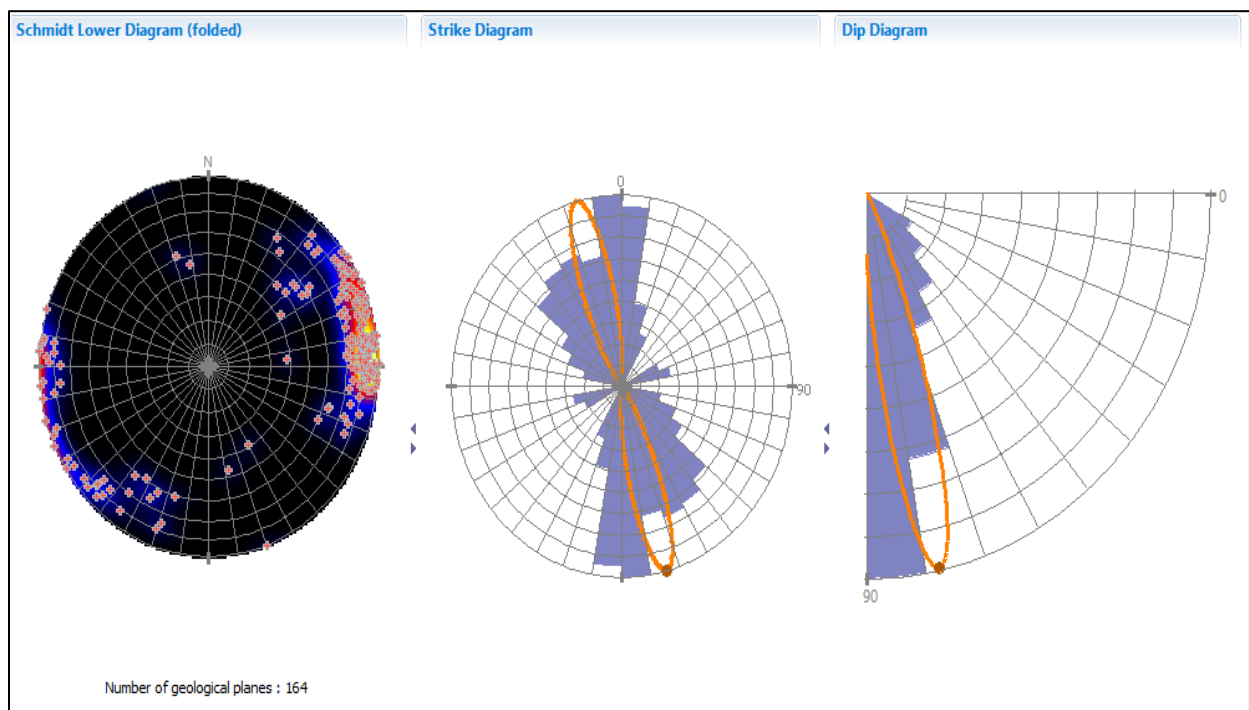 Schmidt Lower Diagram (folded)
Strike Diagram
Dip Diagram
N
0
90
0
90
Number of geological planes : 164